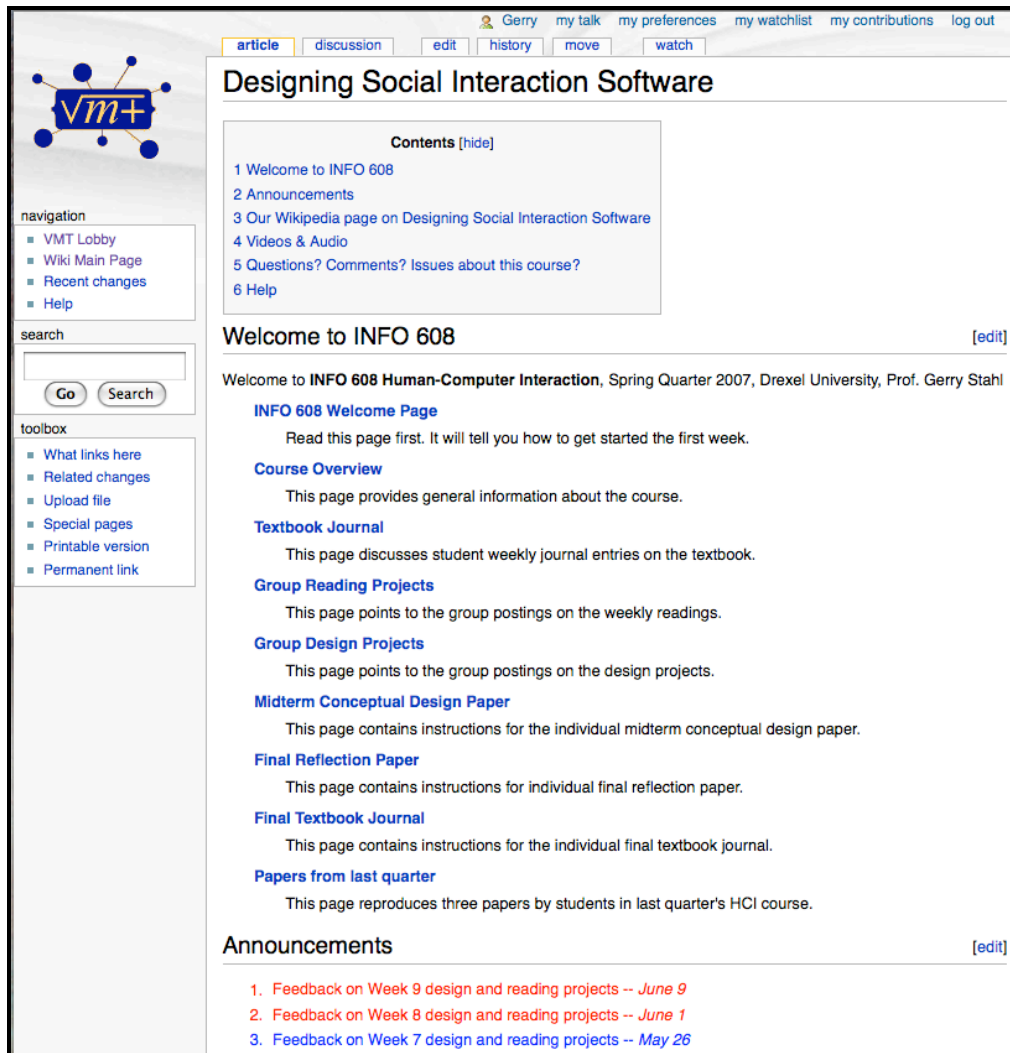 Gerry my talk my preferences my watchlist my contributions log out
article discussion edit history move watch
√m+
Designing Social Interaction Software
Contents [hide]
1 Welcome to INFO 608
2 Announcements
3 Our Wikipedia page on Designing Social Interaction Software
4 Videos & Audio
5 Questions? Comments? Issues about this course?
6 Help
navigation
VMT Lobby
Wiki Main Page
Recent changes
Help
search
Go Search
toolbox
What links here
Related changes
Upload file
Special pages
Printable version
Permanent link
Welcome to INFO 608 [edit]
Welcome to INFO 608 Human-Computer Interaction, Spring Quarter 2007, Drexel University, Prof. Gerry Stahl
INFO 608 Welcome Page
Read this page first. It will tell you how to get started the first week.
Course Overview
This page provides general information about the course.
Textbook Journal
This page discusses student weekly journal entries on the textbook.
Group Reading Projects
This page points to the group postings on the weekly readings.
Group Design Projects
This page points to the group postings on the design projects.
Midterm Conceptual Design Paper
This page contains instructions for the individual midterm conceptual design paper.
Final Reflection Paper
This page contains instructions for individual final reflection paper.
Final Textbook Journal
This page contains instructions for the individual final textbook journal.
Papers from last quarter
This page reproduces three papers by students in last quarter's HCI course.
Announcements [edit]
1. Feedback on Week 9 design and reading projects -- June 9
2. Feedback on Week 8 design and reading projects -- June 1
3. Feedback on Week 7 design and reading projects -- May 26